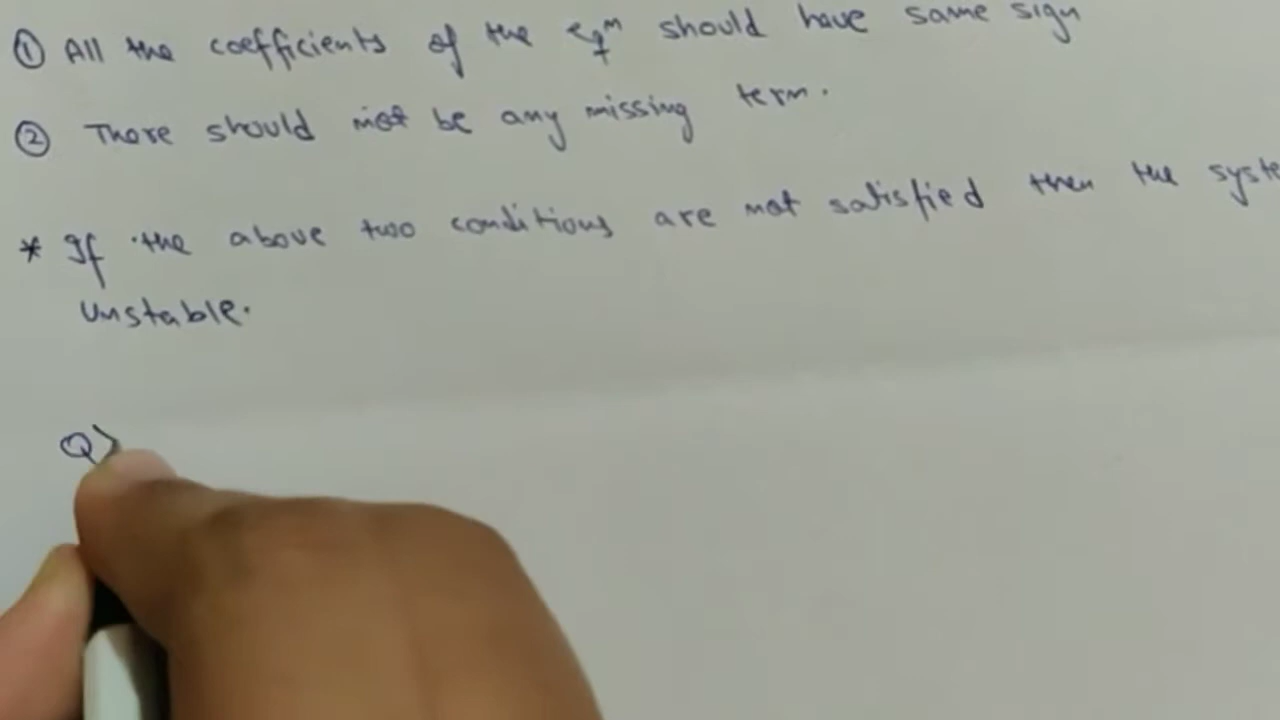 ① All the coefficients of the eqn should have same sign
② There should not be any missing term.
* If the above two conditions are not satisfied then the syste
Unstable.
Q>